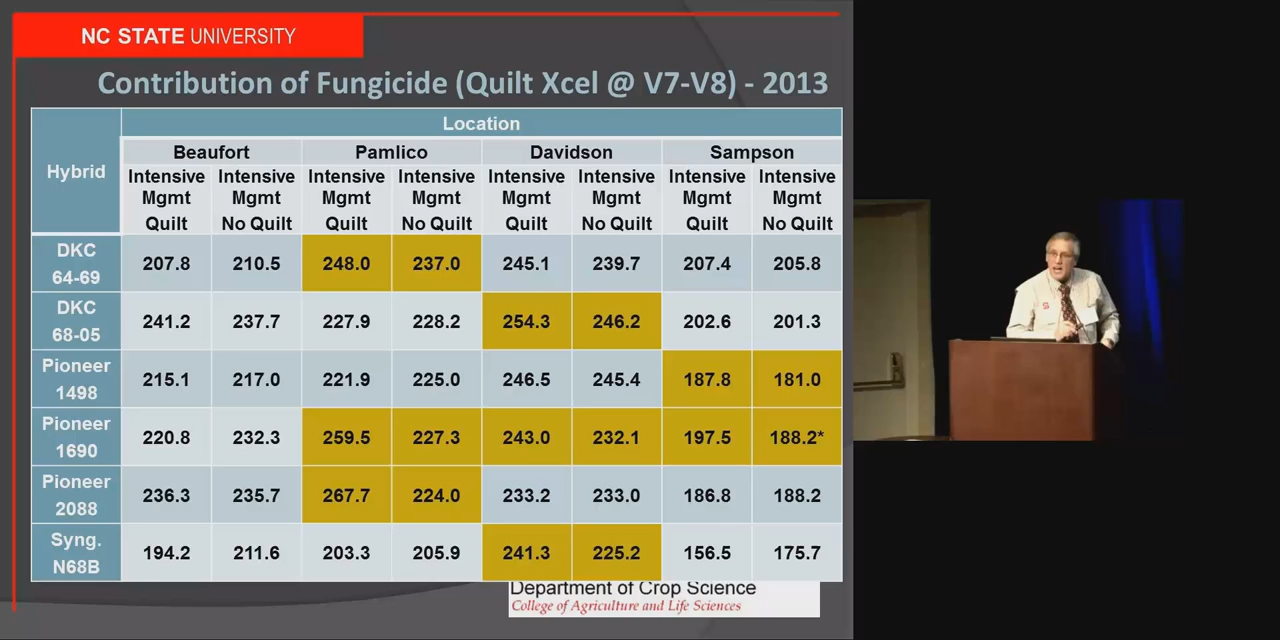 NC STATE UNIVERSITY
Contribution of Fungicide (Quilt Xcel @ V7-V8) - 2013
Hybrid Location
Beaufort Pamlico Davidson Sampson
Intensive Mgmt Quilt Intensive Mgmt No Quilt Intensive Mgmt Quilt Intensive Mgmt No Quilt Intensive Mgmt Quilt Intensive Mgmt No Quilt Intensive Mgmt Quilt Intensive Mgmt No Quilt
DKC 64-69 207.8 210.5 248.0 237.0 245.1 239.7 207.4 205.8
DKC 68-05 241.2 237.7 227.9 228.2 254.3 246.2 202.6 201.3
Pioneer 1498 215.1 217.0 221.9 225.0 246.5 245.4 187.8 181.0
Pioneer 1690 220.8 232.3 259.5 227.3 243.0 232.1 197.5 188.2*
Pioneer 2088 236.3 235.7 267.7 224.0 233.2 233.0 186.8 188.2
Syng. N68B 194.2 211.6 203.3 205.9 241.3 225.2 156.5 175.7
Department of Crop Science
College of Agriculture and Life Sciences